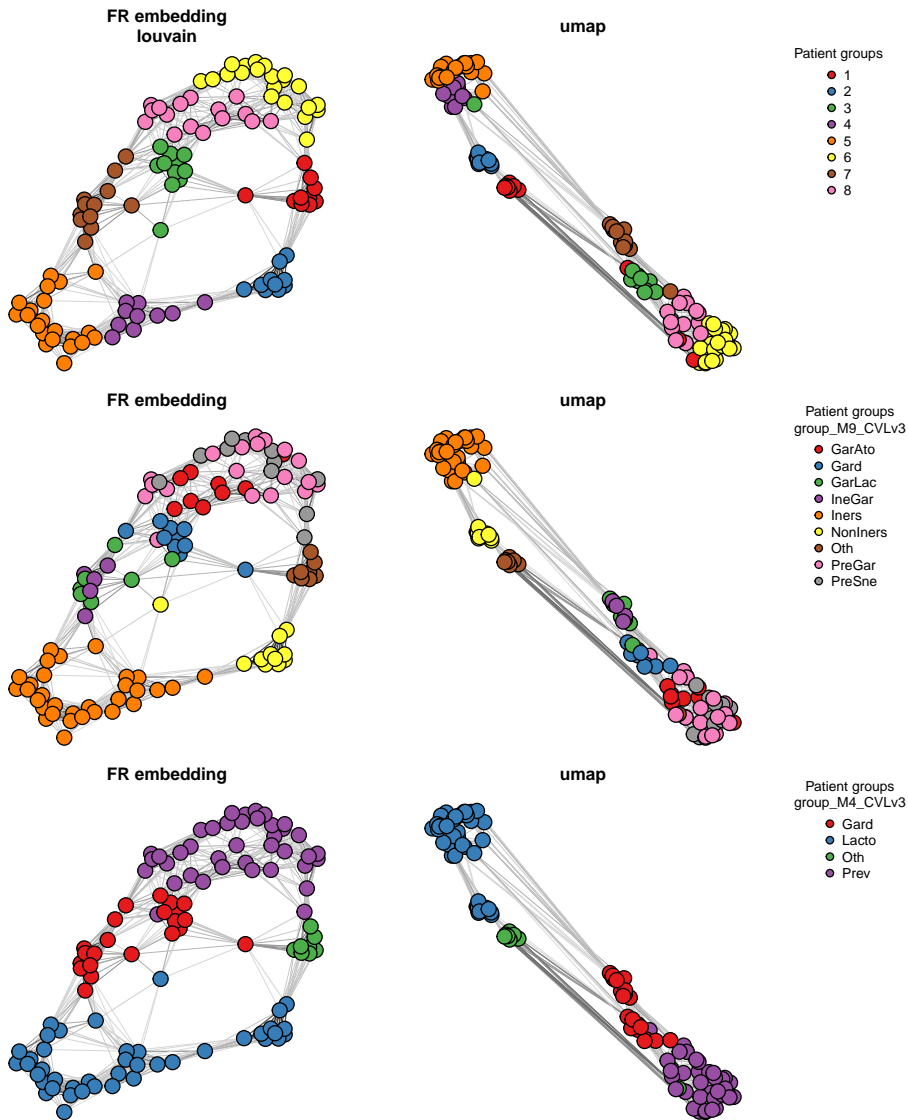 FR embedding
louvain
umap
Patient groups
1
2
3
4
5
6
7
8
FR embedding
umap
Patient groups
group_M9_CVLv3
GarAto
Gard
GarLac
IneGar
Iners
NonIners
Oth
PreGar
PreSne
FR embedding
umap
Patient groups
group_M4_CVLv3
Gard
Lacto
Oth
Prev